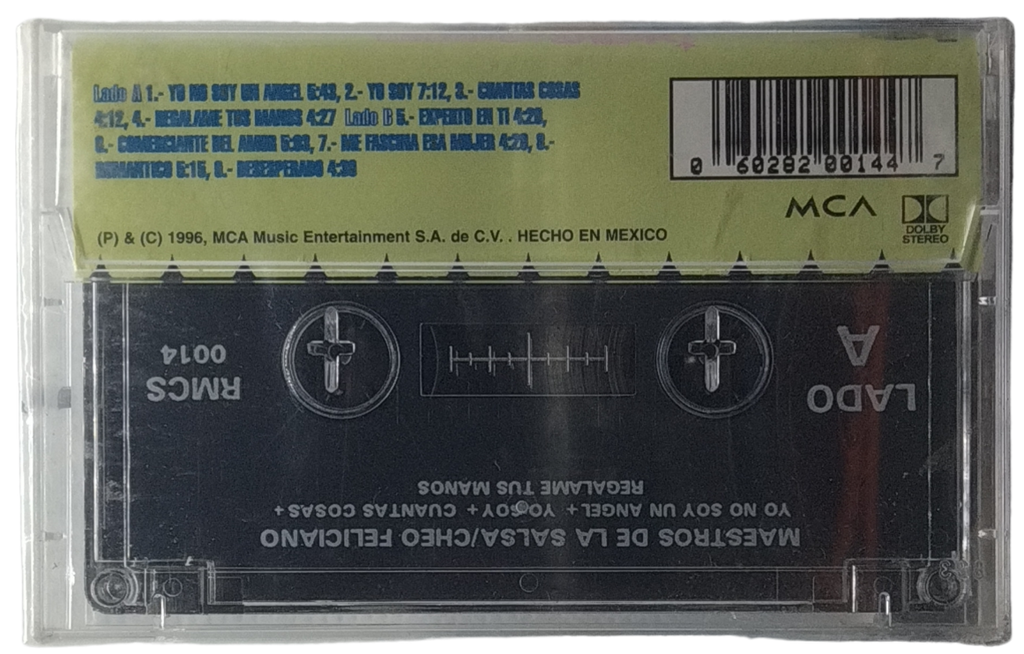 Lado A 1.- YO NO SOY UN ANGEL 5:43, 2.- YO SOY 7:12, 3.- CUANTAS COSAS
4:12, 4.- REGALAME TUS MANOS 4:27 Lado B 5.- EXPERTO EN TI 4:29,
6.- COMERCIANTE DEL AMOR 5:03, 7.- ME FASCINA ESA MUJER 4:29, 8.-
ROMANTICO 5:15, 9.- DESESPERADO 4:39
0 60282 00144 7
MCA
DOLBY
STEREO
(P) & (C) 1996, MCA Music Entertainment S.A. de C.V. . HECHO EN MEXICO
MAESTROS DE LA SALSA/CHEO FELICIANO
YO NO SOY UN ANGEL+ YO SOY + CUANTAS COSAS+
REGALAME TUS MANOS
LADO
A
RMCS
0014